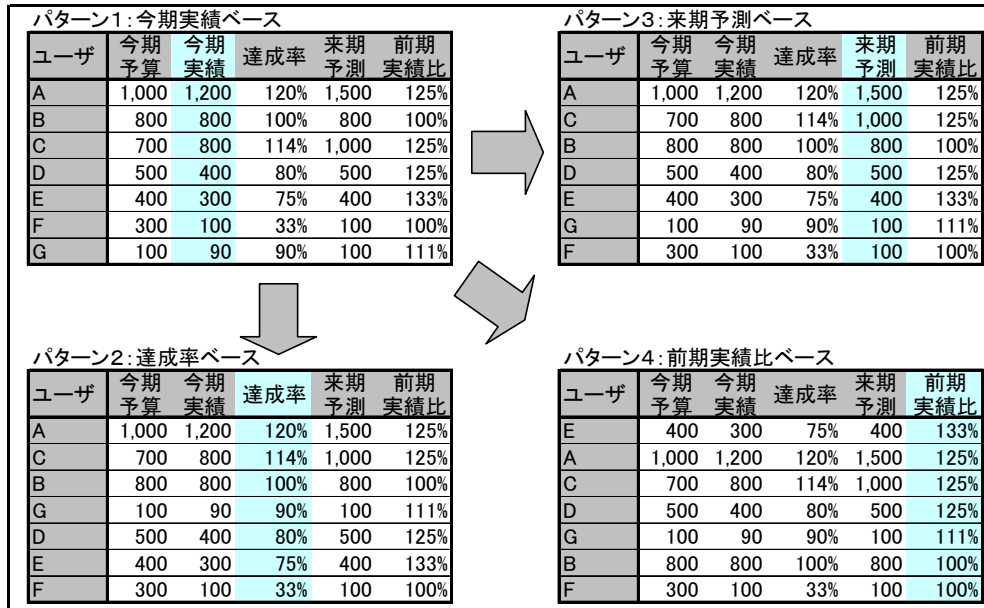 パターン1:今期実績ベース
ユーザ 今期予算 今期実績 達成率 来期予測 前期実績比
A 1,000 1,200 120% 1,500 125%
B 800 800 100% 800 100%
C 700 800 114% 1,000 125%
D 500 400 80% 500 125%
E 400 300 75% 400 133%
F 300 100 33% 100 100%
G 100 90 90% 100 111%
パターン3:来期予測ベース
ユーザ 今期予算 今期実績 達成率 来期予測 前期実績比
A 1,000 1,200 120% 1,500 125%
C 700 800 114% 1,000 125%
B 800 800 100% 800 100%
D 500 400 80% 500 125%
E 400 300 75% 400 133%
G 100 90 90% 100 111%
F 300 100 33% 100 100%
パターン2:達成率ベース
ユーザ 今期予算 今期実績 達成率 来期予測 前期実績比
A 1,000 1,200 120% 1,500 125%
C 700 800 114% 1,000 125%
B 800 800 100% 800 100%
G 100 90 90% 100 111%
D 500 400 80% 500 125%
E 400 300 75% 400 133%
F 300 100 33% 100 100%
パターン4:前期実績比ベース
ユーザ 今期予算 今期実績 達成率 来期予測 前期実績比
E 400 300 75% 400 133%
A 1,000 1,200 120% 1,500 125%
C 700 800 114% 1,000 125%
D 500 400 80% 500 125%
G 100 90 90% 100 111%
B 800 800 100% 800 100%
F 300 100 33% 100 100%